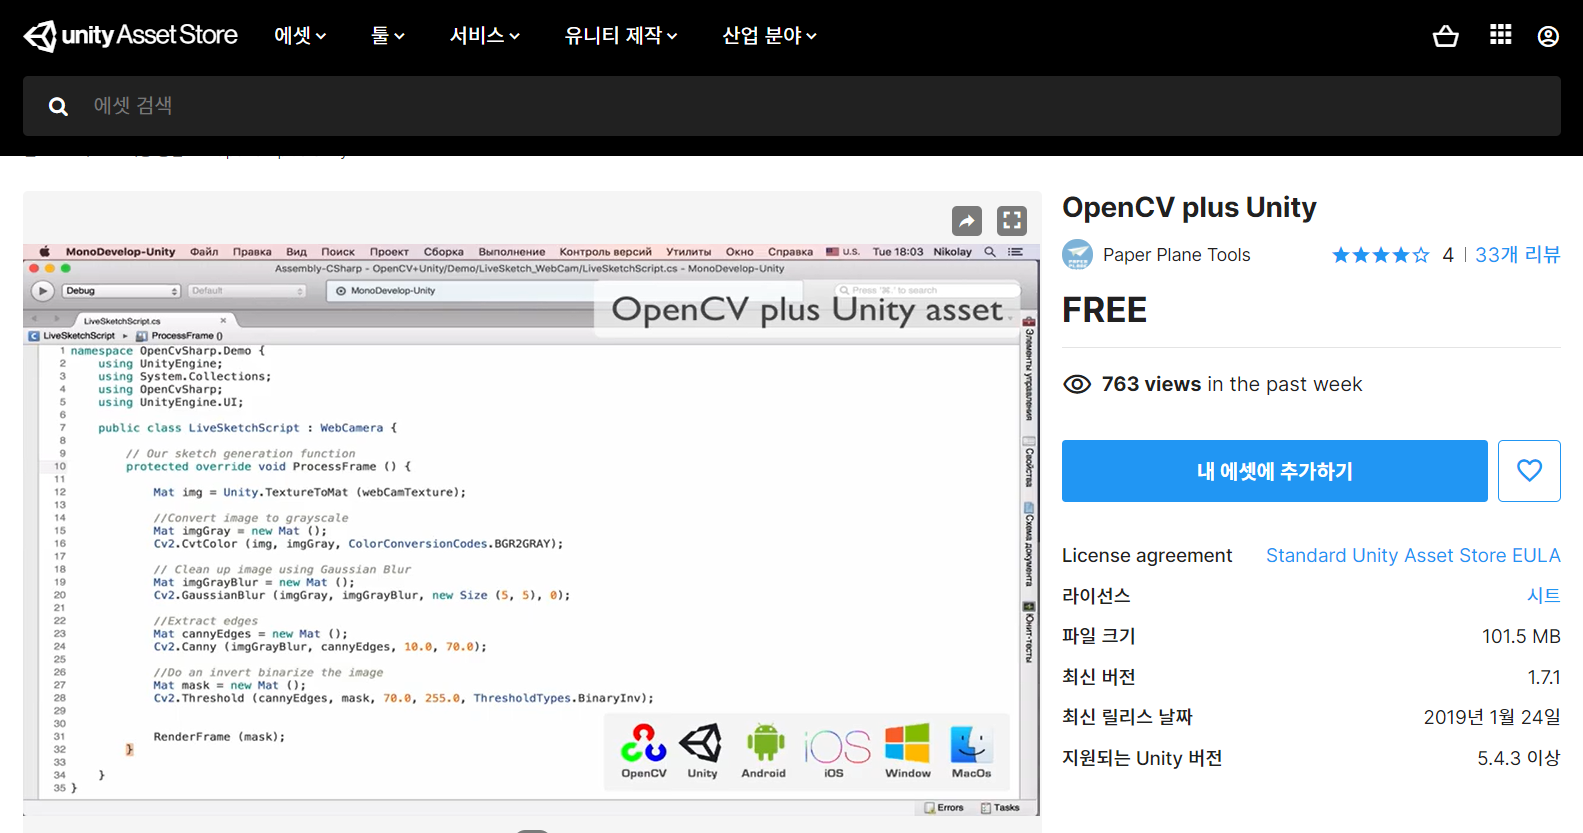 unity Asset Store
에셋 툴 서비스 유니티 제작 산업 분야
에셋 검색
OpenCV plus Unity
Paper Plane Tools 4 33개 리뷰
FREE
763 views in the past week
내 에셋에 추가하기
License agreement Standard Unity Asset Store EULA
라이선스 시트
파일 크기 101.5 MB
최신 버전 1.7.1
최신 릴리스 날짜 2019년 1월 24일
지원되는 Unity 버전 5.4.3 이상
MonoDevelop-Unity Файл Правка Вид Поиск Проект Сборка Выполнение Контроль версий Утилиты Окно Справка U.S. Tue 18:03 Nikolay
Assembly-CSharp - OpenCV+Unity/Demo/LiveSketch_WebCam/LiveSketchScript.cs - MonoDevelop-Unity
Debug Default MonoDevelop-Unity Press '⌘.' to search
OpenCV plus Unity asset
LiveSketchScript.cs
LiveSketchScript ▸ ProcessFrame ()
1 namespace OpenCvSharp.Demo {
2 using UnityEngine;
3 using System.Collections;
4 using OpenCvSharp;
5 using UnityEngine.UI;
6
7 public class LiveSketchScript : WebCamera {
8
9 // Our sketch generation function
10 protected override void ProcessFrame () {
11
12 Mat img = Unity.TextureToMat (webCamTexture);
13
14 //Convert image to grayscale
15 Mat imgGray = new Mat ();
16 Cv2.CvtColor (img, imgGray, ColorConversionCodes.BGR2GRAY);
17
18 // Clean up image using Gaussian Blur
19 Mat imgGrayBlur = new Mat ();
20 Cv2.GaussianBlur (imgGray, imgGrayBlur, new Size (5, 5), 0);
21
22 //Extract edges
23 Mat cannyEdges = new Mat ();
24 Cv2.Canny (imgGrayBlur, cannyEdges, 10.0, 70.0);
25
26 //Do an invert binarize the image
27 Mat mask = new Mat ();
28 Cv2.Threshold (cannyEdges, mask, 70.0, 255.0, ThresholdTypes.BinaryInv);
29
30
31 RenderFrame (mask);
32 }
33
34 }
35 }
Элементы управления
Свойства
Схема документа
Юнит-тесты
iOS
OpenCV Unity Android iOS Window MacOs
Errors Tasks